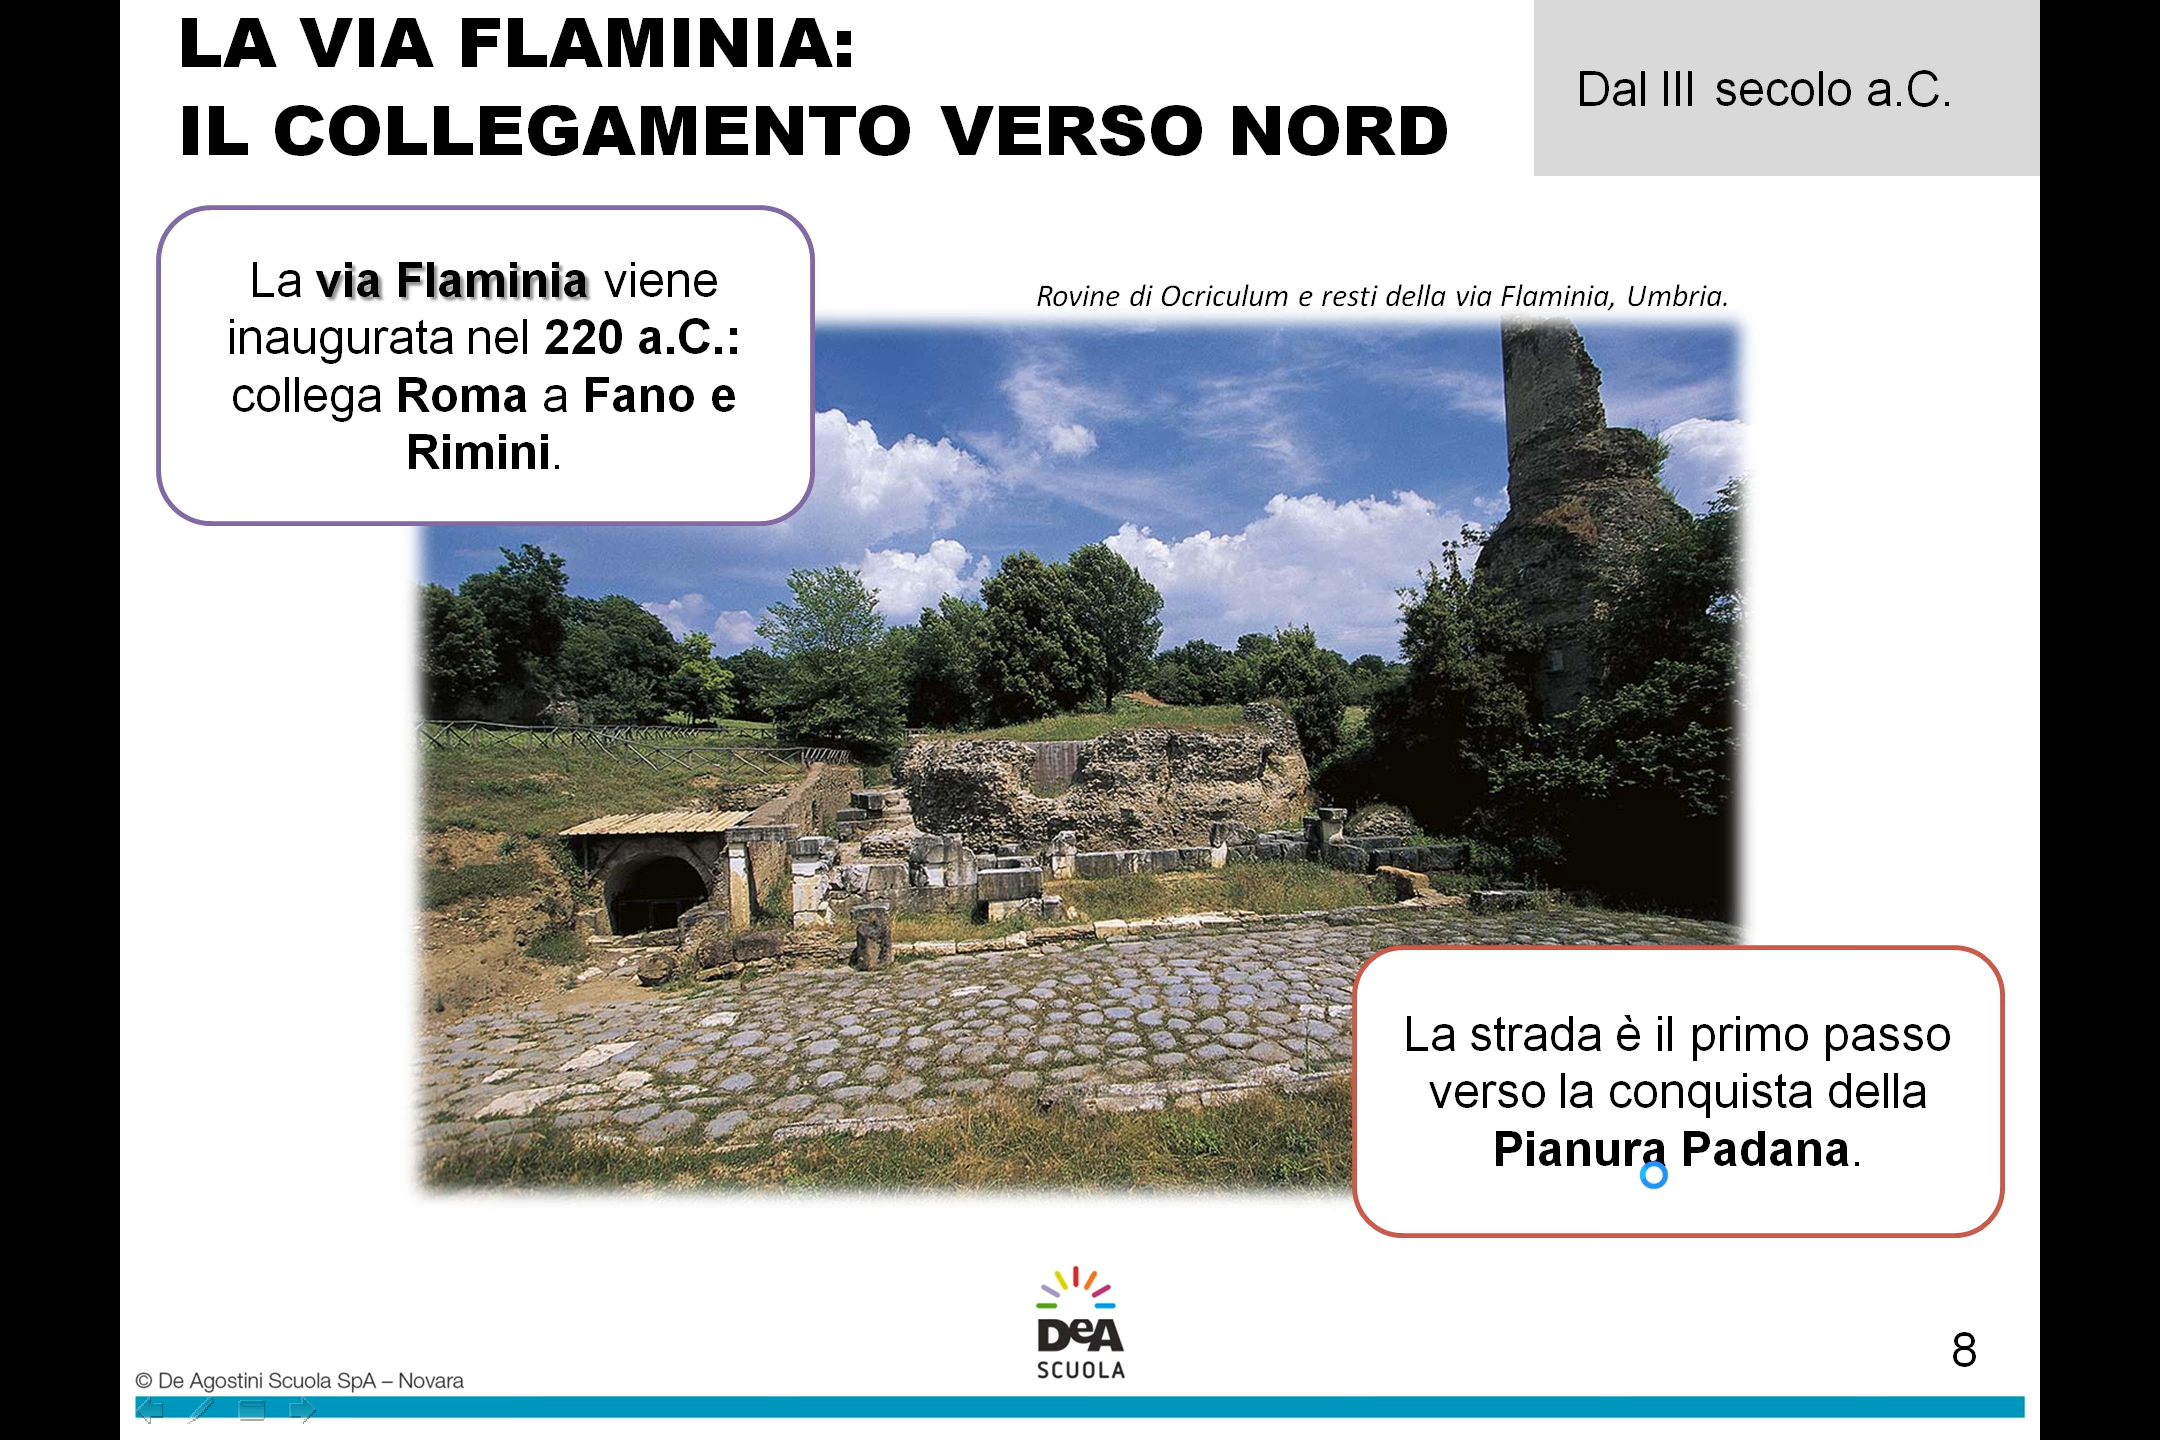 LA VIA FLAMINIA:
IL COLLEGAMENTO VERSO NORD
Dal III secolo a.C.
La via Flaminia viene
inaugurata nel 220 a.C.:
collega Roma a Fano e
Rimini.
Rovine di Ocriculum e resti della via Flaminia, Umbria.
La strada è il primo passo
verso la conquista della
Pianura Padana.
DeA
SCUOLA
8
© De Agostini Scuola SpA – Novara